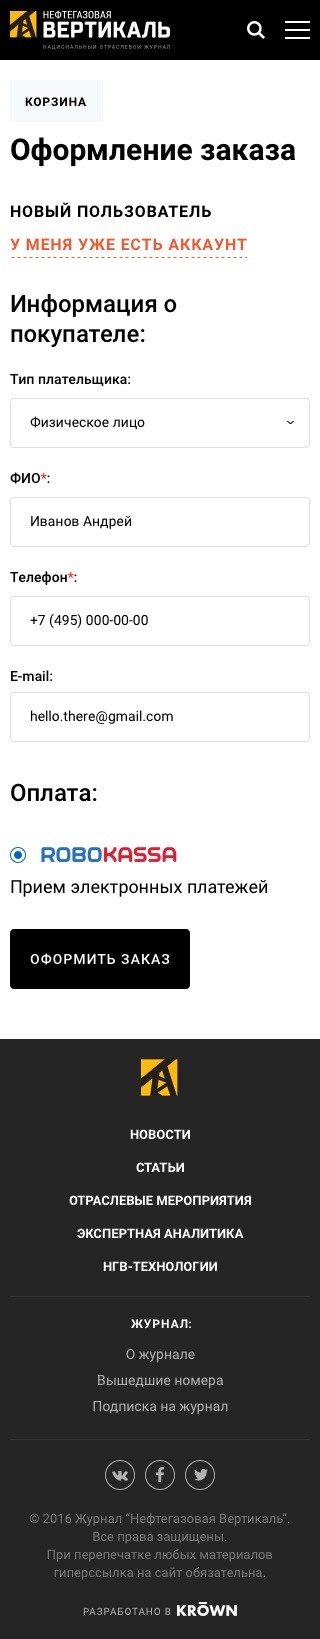 НЕФТЕГАЗОВАЯ
ВЕРТИКАЛЬ
НАЦИОНАЛЬНЫЙ ОТРАСЛЕВОЙ ЖУРНАЛ
КОРЗИНА
Оформление заказа
НОВЫЙ ПОЛЬЗОВАТЕЛЬ
У МЕНЯ УЖЕ ЕСТЬ АККАУНТ
Информация о
покупателе:
Тип плательщика:
Физическое лицо
ФИО*:
Иванов Андрей
Телефон*:
+7 (495) 000-00-00
E-mail:
hello.there@gmail.com
Оплата:
ROBOKASSA
Прием электронных платежей
ОФОРМИТЬ ЗАКАЗ
НОВОСТИ
СТАТЬИ
ОТРАСЛЕВЫЕ МЕРОПРИЯТИЯ
ЭКСПЕРТНАЯ АНАЛИТИКА
НГВ-ТЕХНОЛОГИИ
ЖУРНАЛ:
О журнале
Вышедшие номера
Подписка на журнал
© 2016 Журнал “Нефтегазовая Вертикаль”.
Все права защищены.
При перепечатке любых материалов
гиперссылка на сайт обязательна.
РАЗРАБОТАНО В KRŌWN